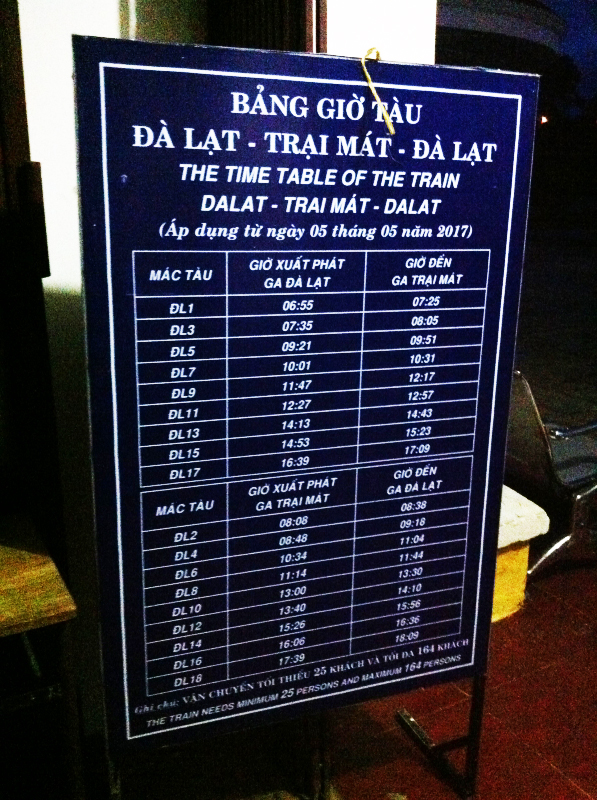 BẢNG GIỜ TÀU
ĐÀ LẠT - TRẠI MÁT - ĐÀ LẠT
THE TIME TABLE OF THE TRAIN
DALAT - TRAI MÁT - DALAT
(Áp dụng từ ngày 05 tháng 05 năm 2017)
MÁC TÀU GIỜ XUẤT PHÁT GA ĐÀ LẠT GIỜ ĐẾN GA TRẠI MÁT
ĐL1 06:55 07:25
ĐL3 07:35 08:05
ĐL5 09:21 09:51
ĐL7 10:01 10:31
ĐL9 11:47 12:17
ĐL11 12:27 12:57
ĐL13 14:13 14:43
ĐL15 14:53 15:23
ĐL17 16:39 17:09
MÁC TÀU GIỜ XUẤT PHÁT GA TRẠI MÁT GIỜ ĐẾN GA ĐÀ LẠT
ĐL2 08:08 08:38
ĐL4 08:48 09:18
ĐL6 10:34 11:04
ĐL8 11:14 11:44
ĐL10 13:00 13:30
ĐL12 13:40 14:10
ĐL14 15:26 15:56
ĐL16 16:06 16:36
ĐL18 17:39 18:09
Ghi chú: VẬN CHUYỂN TỐI THIỂU 25 KHÁCH VÀ TỐI ĐA 164 KHÁCH
THE TRAIN NEEDS MINIMUM 25 PERSONS AND MAXIMUM 164 PERSONS